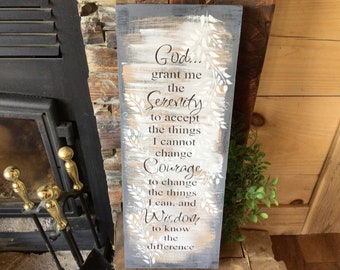 God...
grant me
the
Serenity
to accept
the things
I cannot
change
Courage
to change
the things
I can, and
Wisdom
to know
the
difference